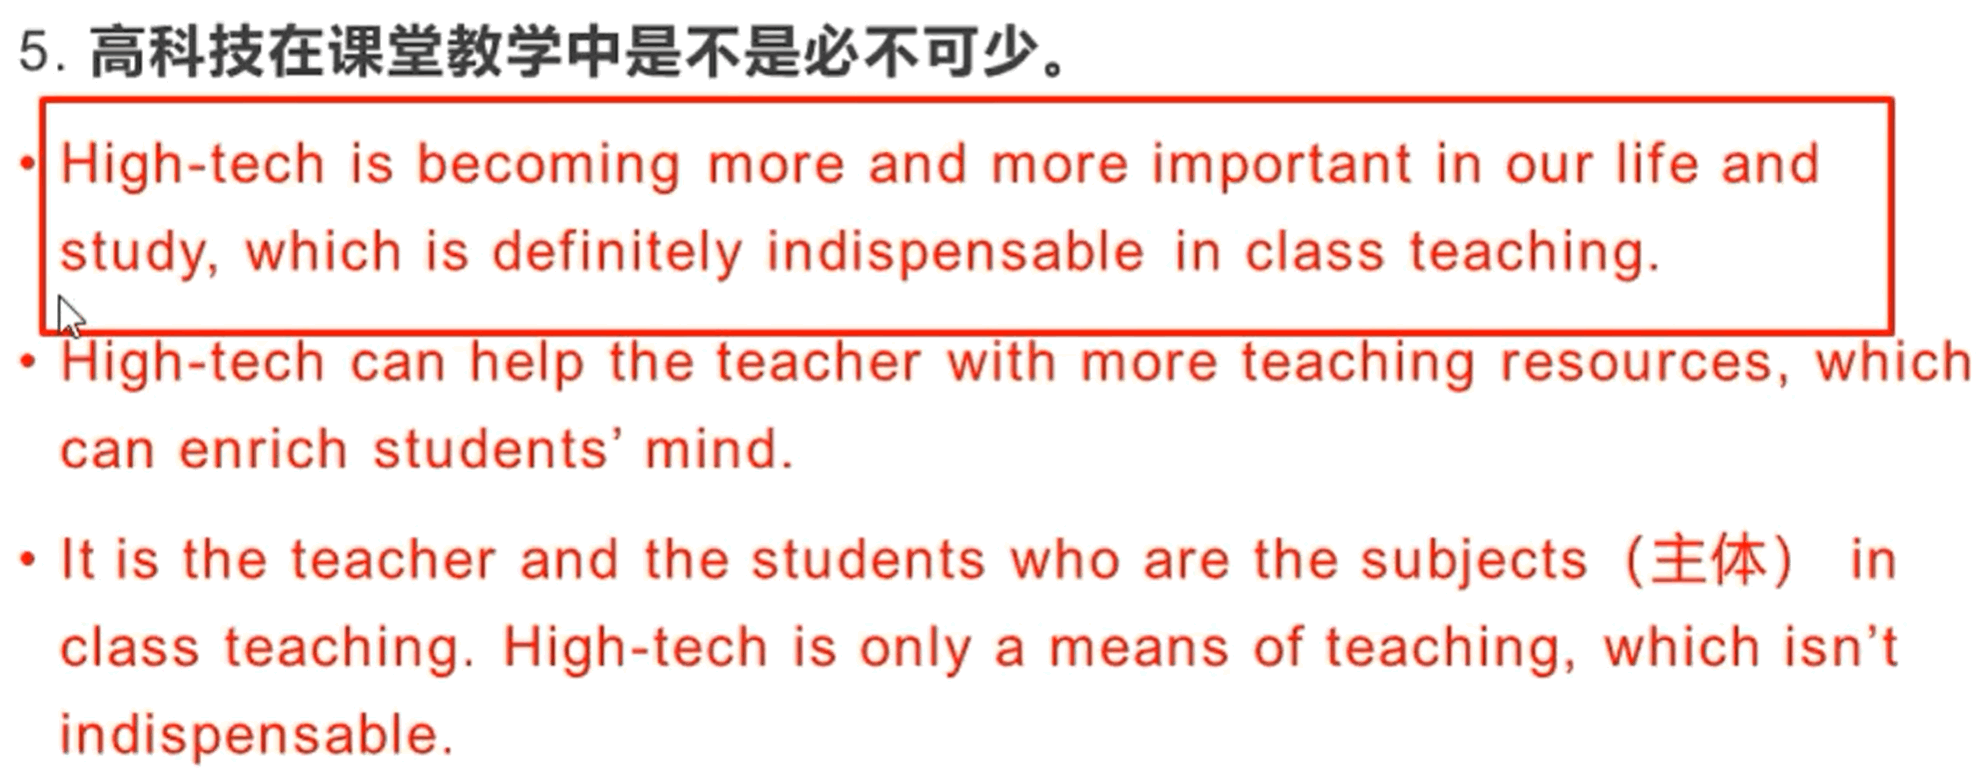 5. 高科技在课堂教学中是不是必不可少。
• High-tech is becoming more and more important in our life and
study, which is definitely indispensable in class teaching.
• High-tech can help the teacher with more teaching resources, which
can enrich students’ mind.
• It is the teacher and the students who are the subjects（主体） in
class teaching. High-tech is only a means of teaching, which isn’t
indispensable.